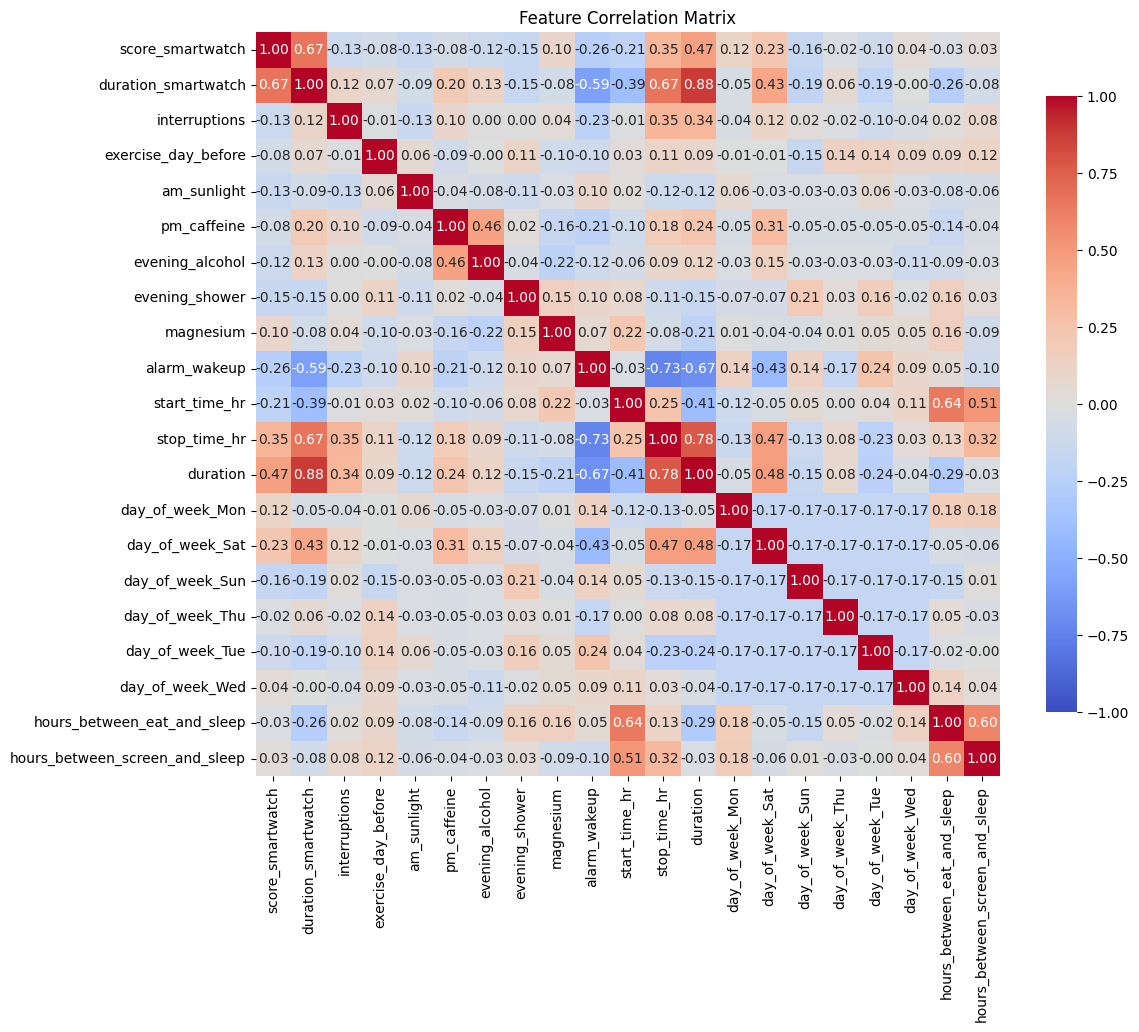 Feature Correlation Matrix
score_smartwatch 1.00 0.67 -0.13 -0.08 -0.13 -0.08 -0.12 -0.15 0.10 -0.26 -0.21 0.35 0.47 0.12 0.23 -0.16 -0.02 -0.10 0.04 -0.03 0.03
duration_smartwatch 0.67 1.00 0.12 0.07 -0.09 0.20 0.13 -0.15 -0.08 -0.59 -0.39 0.67 0.88 -0.05 0.43 -0.19 0.06 -0.19 -0.00 -0.26 -0.08
interruptions -0.13 0.12 1.00 -0.01 -0.13 0.10 0.00 0.00 0.04 -0.23 -0.01 0.35 0.34 -0.04 0.12 0.02 -0.02 -0.10 -0.04 0.02 0.08
exercise_day_before -0.08 0.07 -0.01 1.00 0.06 -0.09 -0.00 0.11 -0.10 -0.10 0.03 0.11 0.09 -0.01 -0.01 -0.15 0.14 0.14 0.09 0.09 0.12
am_sunlight -0.13 -0.09 -0.13 0.06 1.00 -0.04 -0.08 -0.11 -0.03 0.10 0.02 -0.12 -0.12 0.06 -0.03 -0.03 -0.03 0.06 -0.03 -0.08 -0.06
pm_caffeine -0.08 0.20 0.10 -0.09 -0.04 1.00 0.46 0.02 -0.16 -0.21 -0.10 0.18 0.24 -0.05 0.31 -0.05 -0.05 -0.05 -0.05 -0.14 -0.04
evening_alcohol -0.12 0.13 0.00 -0.00 -0.08 0.46 1.00 -0.04 -0.22 -0.12 -0.06 0.09 0.12 -0.03 0.15 -0.03 -0.03 -0.03 -0.11 -0.09 -0.03
evening_shower -0.15 -0.15 0.00 0.11 -0.11 0.02 -0.04 1.00 0.15 0.10 0.08 -0.11 -0.15 -0.07 -0.07 0.21 0.03 0.16 -0.02 0.16 0.03
magnesium 0.10 -0.08 0.04 -0.10 -0.03 -0.16 -0.22 0.15 1.00 0.07 0.22 -0.08 -0.21 0.01 -0.04 -0.04 0.01 0.05 0.05 0.16 -0.09
alarm_wakeup -0.26 -0.59 -0.23 -0.10 0.10 -0.21 -0.12 0.10 0.07 1.00 -0.03 -0.73 -0.67 0.14 -0.43 0.14 -0.17 0.24 0.09 0.05 -0.10
start_time_hr -0.21 -0.39 -0.01 0.03 0.02 -0.10 -0.06 0.08 0.22 -0.03 1.00 0.25 -0.41 -0.12 -0.05 0.05 0.00 0.04 0.11 0.64 0.51
stop_time_hr 0.35 0.67 0.35 0.11 -0.12 0.18 0.09 -0.11 -0.08 -0.73 0.25 1.00 0.78 -0.13 0.47 -0.13 0.08 -0.23 0.03 0.13 0.32
duration 0.47 0.88 0.34 0.09 -0.12 0.24 0.12 -0.15 -0.21 -0.67 -0.41 0.78 1.00 -0.05 0.48 -0.15 0.08 -0.24 -0.04 -0.29 -0.03
day_of_week_Mon 0.12 -0.05 -0.04 -0.01 0.06 -0.05 -0.03 -0.07 0.01 0.14 -0.12 -0.13 -0.05 1.00 -0.17 -0.17 -0.17 -0.17 -0.17 0.18 0.18
day_of_week_Sat 0.23 0.43 0.12 -0.01 -0.03 0.31 0.15 -0.07 -0.04 -0.43 -0.05 0.47 0.48 -0.17 1.00 -0.17 -0.17 -0.17 -0.17 -0.05 -0.06
day_of_week_Sun -0.16 -0.19 0.02 -0.15 -0.03 -0.05 -0.03 0.21 -0.04 0.14 0.05 -0.13 -0.15 -0.17 -0.17 1.00 -0.17 -0.17 -0.17 -0.15 0.01
day_of_week_Thu -0.02 0.06 -0.02 0.14 -0.03 -0.05 -0.03 0.03 0.01 -0.17 0.00 0.08 0.08 -0.17 -0.17 -0.17 1.00 -0.17 -0.17 0.05 -0.03
day_of_week_Tue -0.10 -0.19 -0.10 0.14 0.06 -0.05 -0.03 0.16 0.05 0.24 0.04 -0.23 -0.24 -0.17 -0.17 -0.17 -0.17 1.00 -0.17 -0.02 -0.00
day_of_week_Wed 0.04 -0.00 -0.04 0.09 -0.03 -0.05 -0.11 -0.02 0.05 0.09 0.11 0.03 -0.04 -0.17 -0.17 -0.17 -0.17 -0.17 1.00 0.14 0.04
hours_between_eat_and_sleep -0.03 -0.26 0.02 0.09 -0.08 -0.14 -0.09 0.16 0.16 0.05 0.64 0.13 -0.29 0.18 -0.05 -0.15 0.05 -0.02 0.14 1.00 0.60
hours_between_screen_and_sleep 0.03 -0.08 0.08 0.12 -0.06 -0.04 -0.03 0.03 -0.09 -0.10 0.51 0.32 -0.03 0.18 -0.06 0.01 -0.03 -0.00 0.04 0.60 1.00
score_smartwatch
duration_smartwatch
interruptions
exercise_day_before
am_sunlight
pm_caffeine
evening_alcohol
evening_shower
magnesium
alarm_wakeup
start_time_hr
stop_time_hr
duration
day_of_week_Mon
day_of_week_Sat
day_of_week_Sun
day_of_week_Thu
day_of_week_Tue
day_of_week_Wed
hours_between_eat_and_sleep
hours_between_screen_and_sleep
1.00
0.75
0.50
0.25
0.00
−0.25
−0.50
−0.75
−1.00